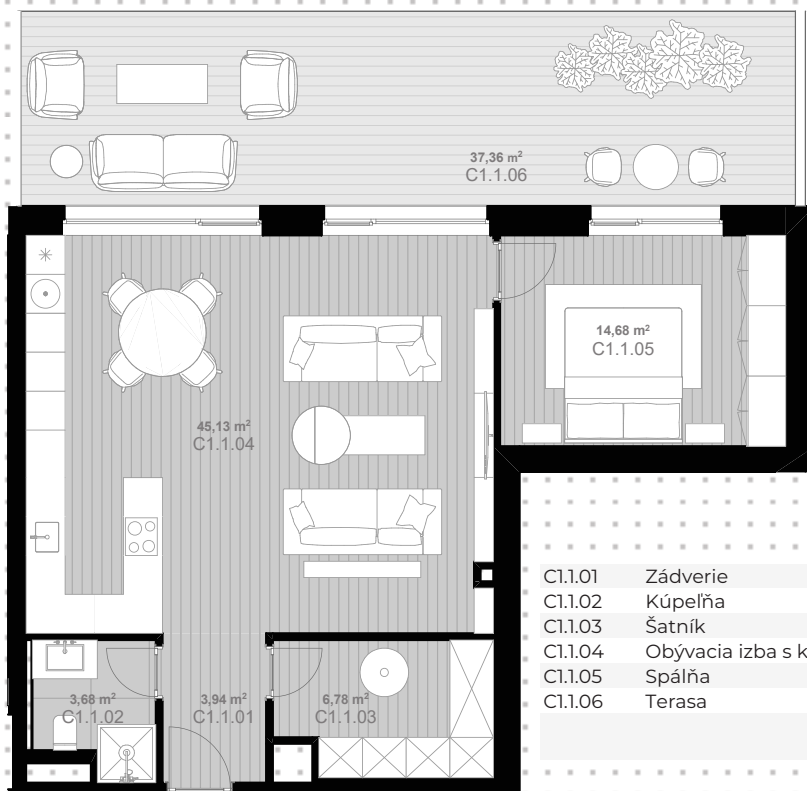 37,36 m²
C1.1.06
14,68 m²
C1.1.05
45,13 m²
C1.1.04
3,68 m²
C1.1.02
3,94 m²
C1.1.01
6,78 m²
C1.1.03
C1.1.01 Zádverie
C1.1.02 Kúpeľňa
C1.1.03 Šatník
C1.1.04 Obývacia izba s k
C1.1.05 Spálňa
C1.1.06 Terasa